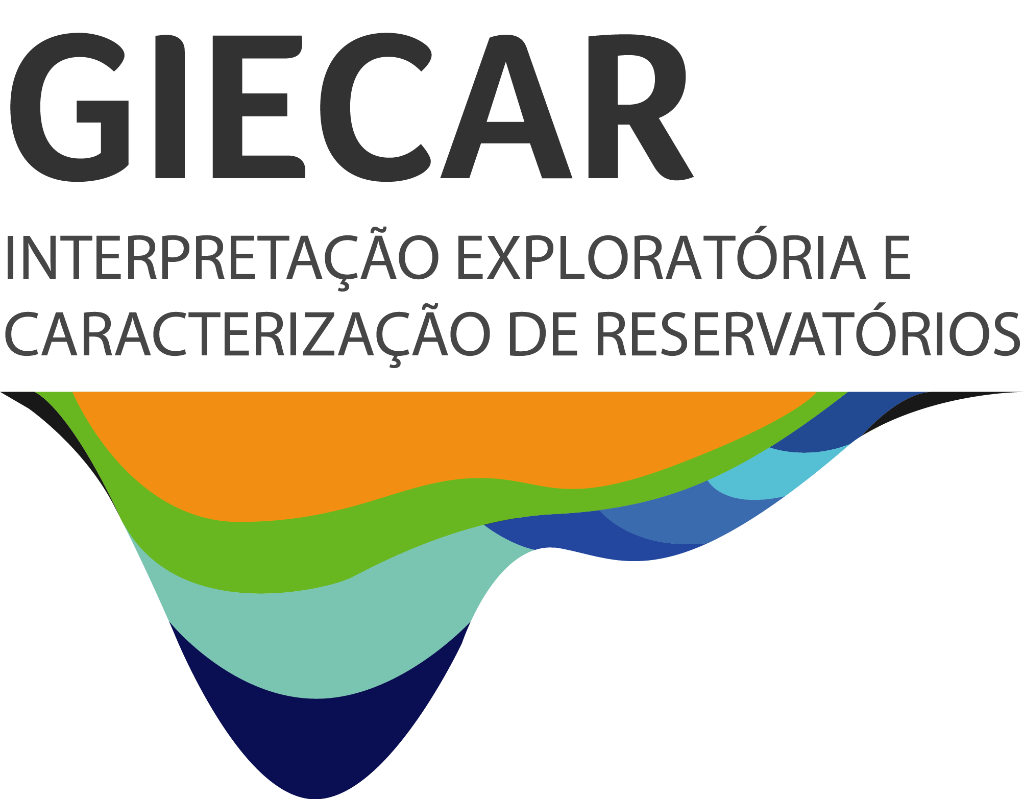 GIECAR
INTERPRETAÇÃO EXPLORATÓRIA E
CARACTERIZAÇÃO DE RESERVATÓRIOS